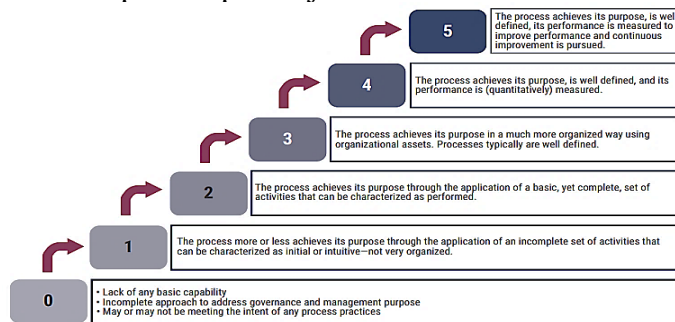 5
The process achieves its purpose, is well
defined, its performance is measured to
improve performance and continuous
improvement is pursued.
4
The process achieves its purpose, is well defined, and its
performance is (quantitatively) measured.
3
The process achieves its purpose in a much more organized way using
organizational assets. Processes typically are well defined.
2
The process achieves its purpose through the application of a basic, yet complete, set of
activities that can be characterized as performed.
1
The process more or less achieves its purpose through the application of an incomplete set of activities that
can be characterized as initial or intuitive—not very organized.
0
• Lack of any basic capability
• Incomplete approach to address governance and management purpose
• May or may not be meeting the intent of any process practices